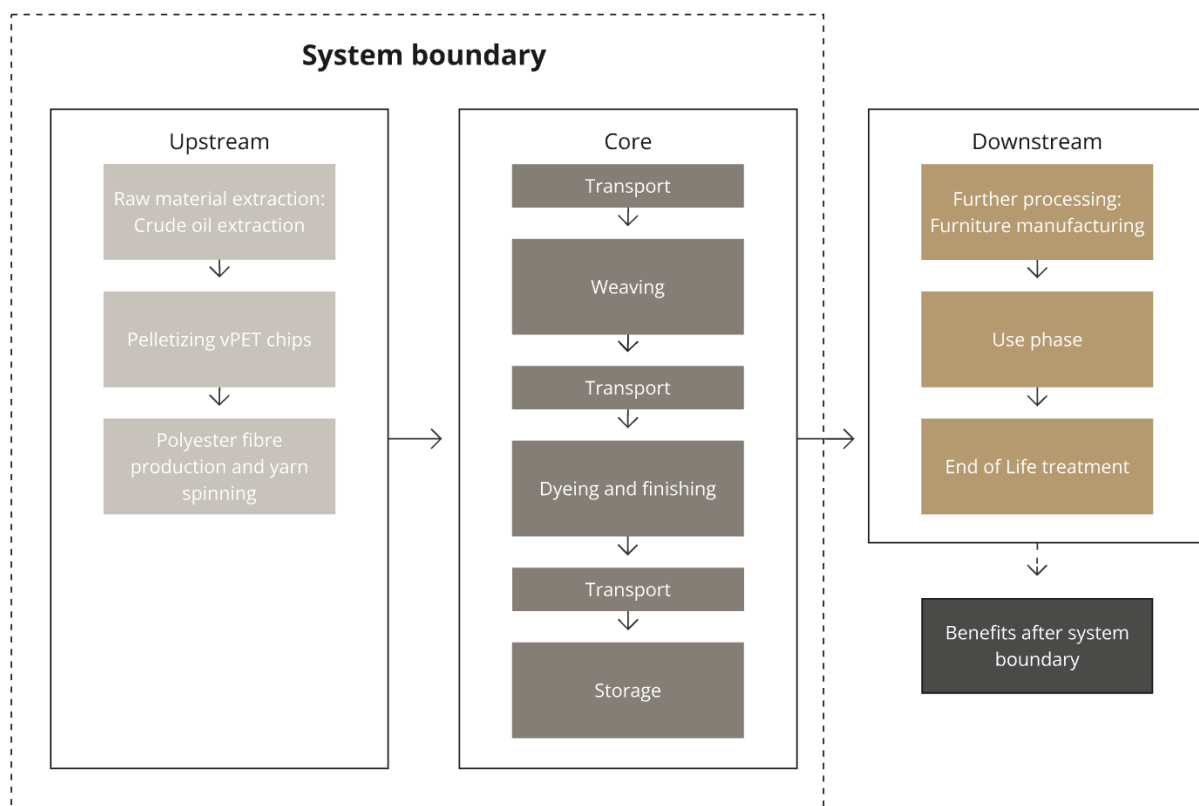 System boundary
Upstream
Raw material extraction:
Crude oil extraction
Pelletizing vPET chips
Polyester fibre
production and yarn
spinning
Core
Transport
Weaving
Transport
Dyeing and finishing
Transport
Storage
Downstream
Further processing:
Furniture manufacturing
Use phase
End of Life treatment
Benefits after system
boundary